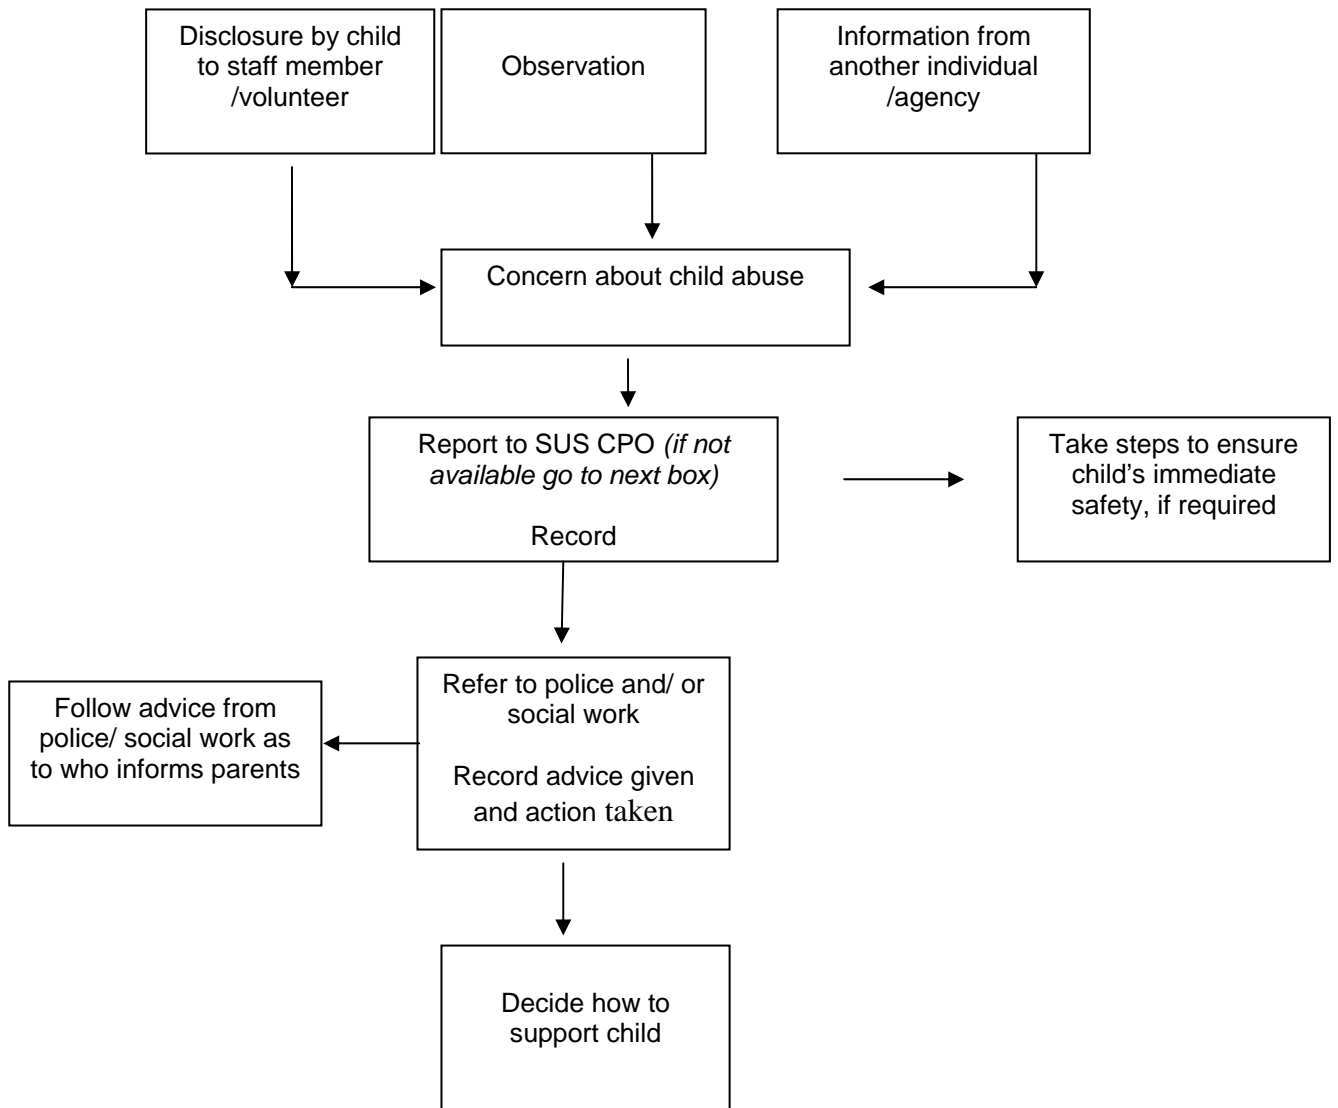 Disclosure by child
to staff member
/volunteer
Observation
Information from
another individual
/agency
Concern about child abuse
Report to SUS CPO (if not
available go to next box)
Record
Take steps to ensure
child’s immediate
safety, if required
Refer to police and/ or
social work
Record advice given
and action taken
Follow advice from
police/ social work as
to who informs parents
Decide how to
support child